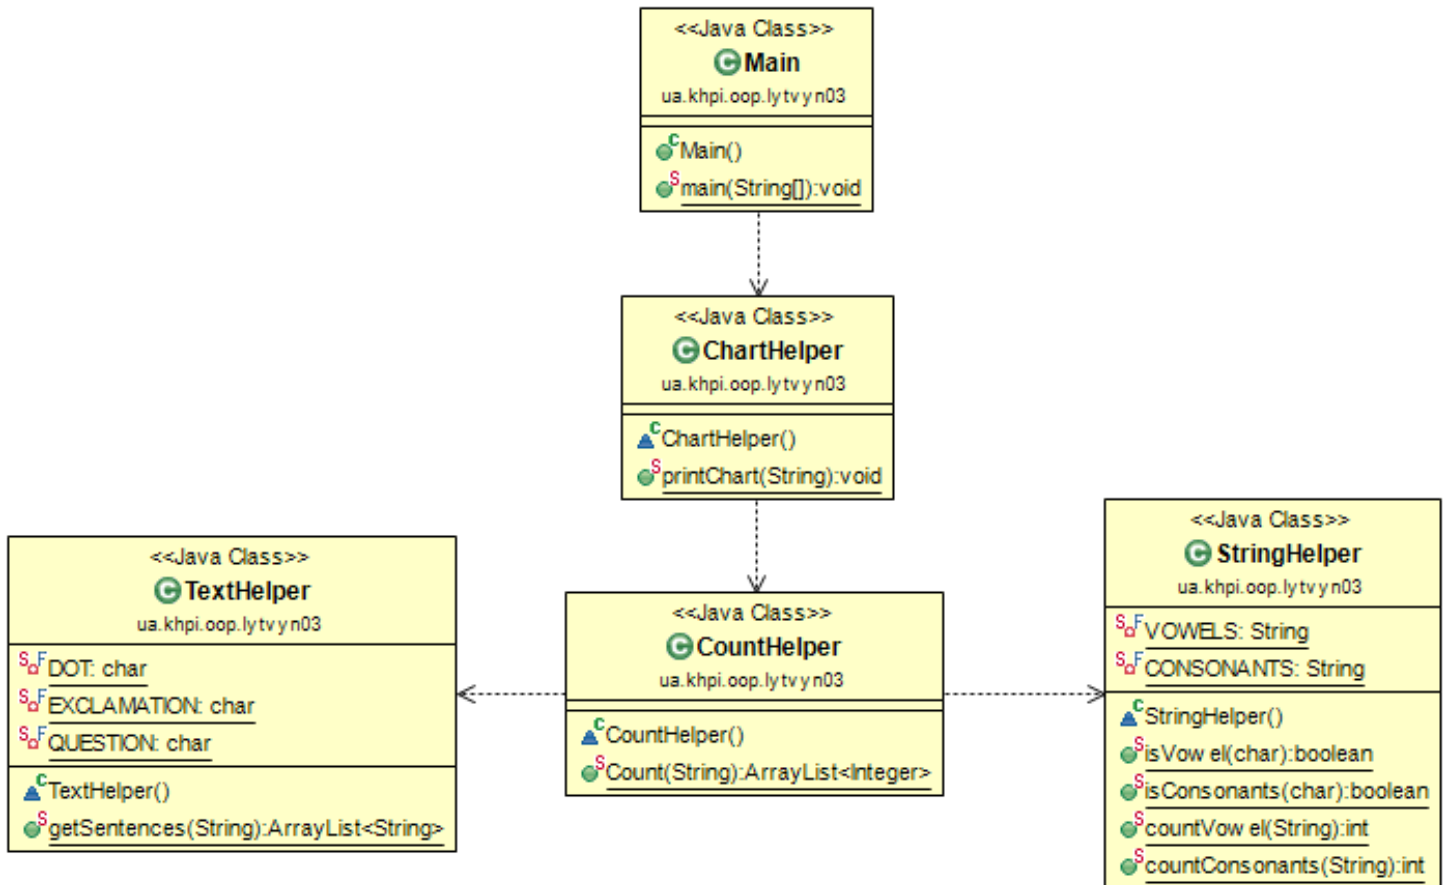 <<Java Class>>
Main
ua.khpi.oop.lytvyn03
Main()
main(String[]):void
<<Java Class>>
ChartHelper
ua.khpi.oop.lytvyn03
ChartHelper()
printChart(String):void
<<Java Class>>
TextHelper
ua.khpi.oop.lytvyn03
DOT: char
EXCLAMATION: char
QUESTION: char
TextHelper()
getSentences(String):ArrayList<String>
<<Java Class>>
CountHelper
ua.khpi.oop.lytvyn03
CountHelper()
Count(String):ArrayList<Integer>
<<Java Class>>
StringHelper
ua.khpi.oop.lytvyn03
VOWELS: String
CONSONANTS: String
StringHelper()
isVowel(char):boolean
isConsonants(char):boolean
countVowel(String):int
countConsonants(String):int